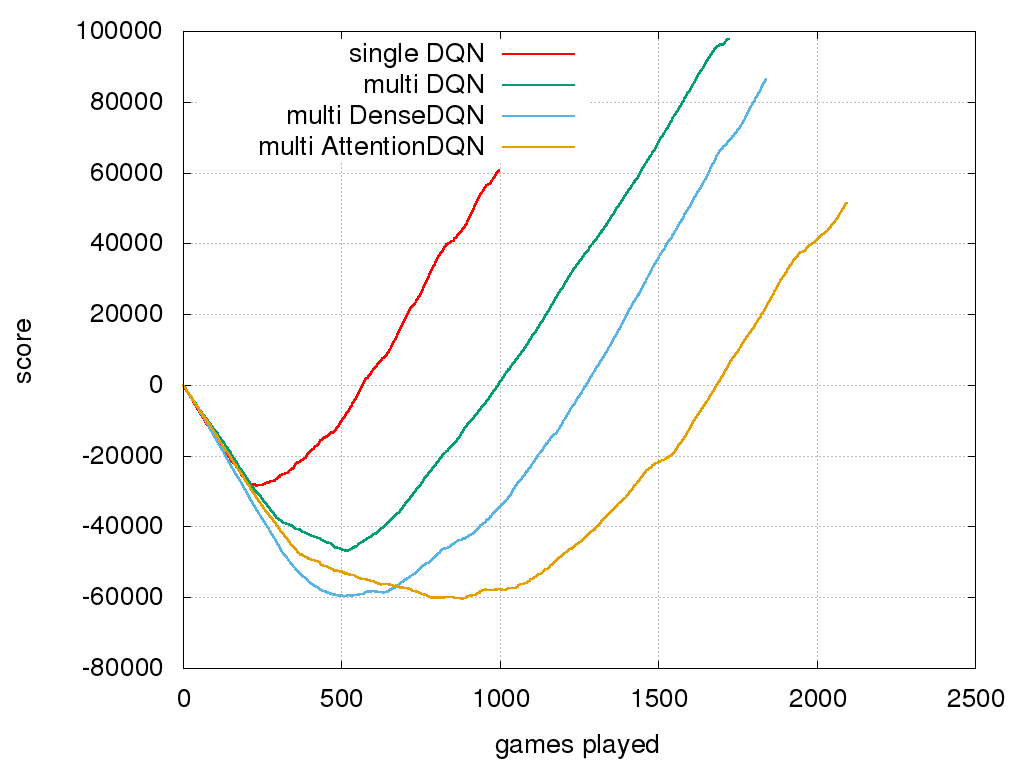 100000
80000
60000
40000
20000
0
-20000
-40000
-60000
-80000
score
single DQN
multi DQN
multi DenseDQN
multi AttentionDQN
0 500 1000 1500 2000 2500
games played